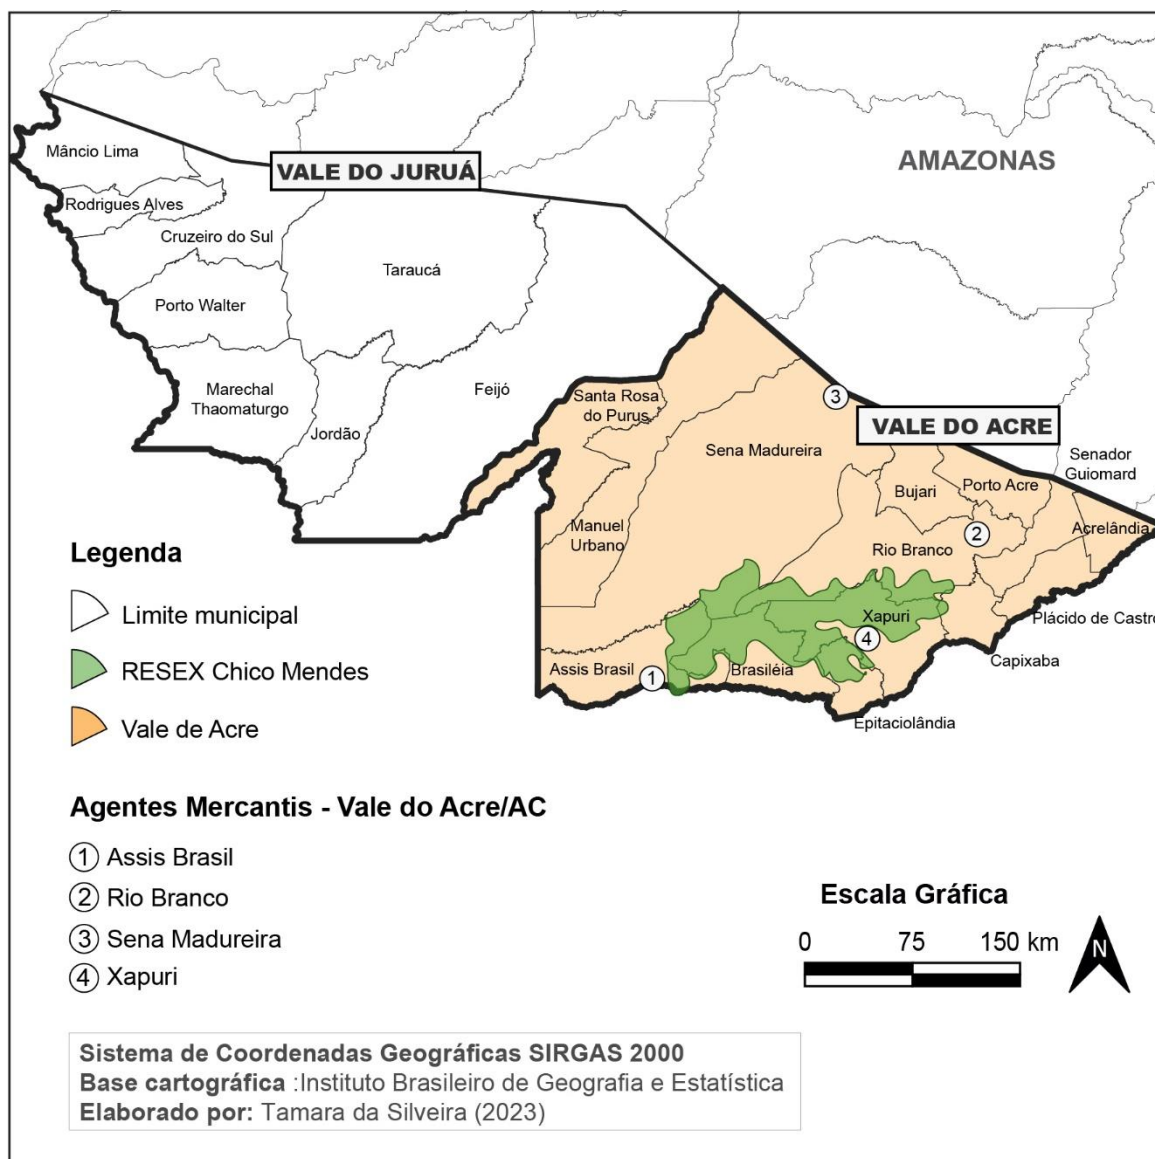 Mâncio Lima
VALE DO JURUÁ
AMAZONAS
Rodrigues Alves
Cruzeiro do Sul
Taraucá
Porto Walter
Marechal
Thaomaturgo
Jordão
Feijó
Santa Rosa
do Purus
3
VALE DO ACRE
Sena Madureira
Senador
Guiomard
Bujari
Porto Acre
Manuel
Urbano
Rio Branco
2
Acrelândia
Xapuri
4
Plácido de Castro
Capixaba
Assis Brasil
1
Brasiléia
Epitaciolândia
Legenda
Limite municipal
RESEX Chico Mendes
Vale de Acre
Agentes Mercantis - Vale do Acre/AC
1 Assis Brasil
2 Rio Branco
3 Sena Madureira
4 Xapuri
Escala Gráfica
0 75 150 km
N
Sistema de Coordenadas Geográficas SIRGAS 2000
Base cartográfica :Instituto Brasileiro de Geografia e Estatística
Elaborado por: Tamara da Silveira (2023)